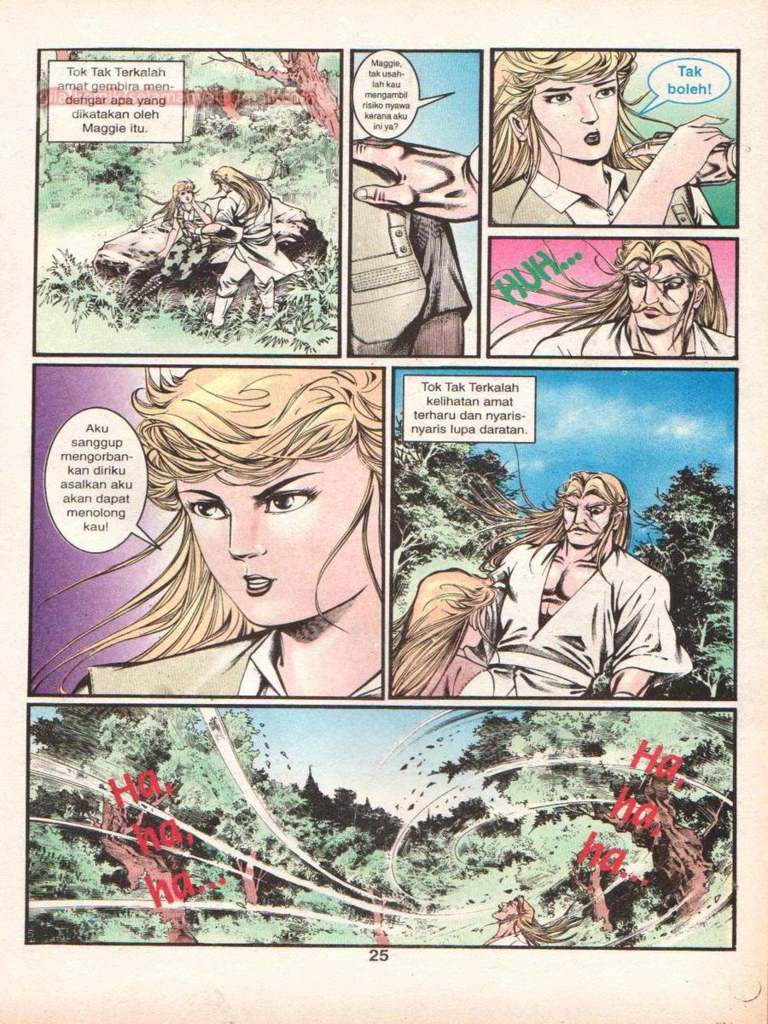 Tok Tak Terkalah
amat gembira men-
dengar apa yang
dikatakan oleh
Maggie itu.
Maggie,
tak usah-
lah kau
mengambil
risiko nyawa
kerana aku
ini ya?
Tak
boleh!
HUH...
Aku
sanggup
mengorban-
kan diriku
asalkan aku
akan dapat
menolong
kau!
Tok Tak Terkalah
kelihatan amat
terharu dan nyaris-
nyaris lupa daratan.
Ha,
ha,
ha...
Ha,
ha,
ha...
25